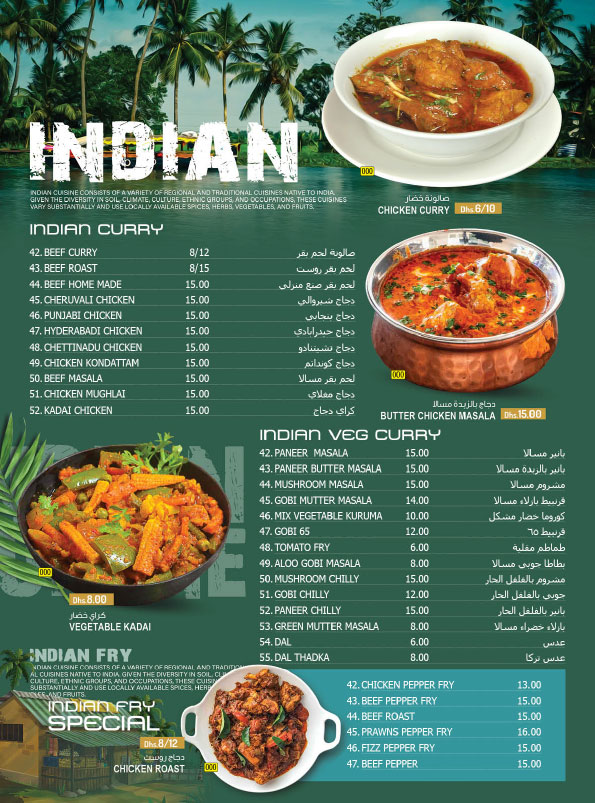 INDIAN
INDIAN CUISINE CONSISTS OF A VARIETY OF REGIONAL AND TRADITIONAL CUISINES NATIVE TO INDIA.
GIVEN THE DIVERSITY IN SOIL, CLIMATE, CULTURE, ETHNIC GROUPS, AND OCCUPATIONS, THESE CUISINES
VARY SUBSTANTIALLY AND USE LOCALLY AVAILABLE SPICES, HERBS, VEGETABLES, AND FRUITS.
000
صالونة خضار
CHICKEN CURRY Dhs.6/10
INDIAN CURRY
42. BEEF CURRY 8/12 صالونة لحم بقر
43. BEEF ROAST 8/15 لحم بقر روست
44. BEEF HOME MADE 15.00 لحم بقر صنع منزلي
45. CHERUVALI CHICKEN 15.00 دجاج شيروالي
46. PUNJABI CHICKEN 15.00 دجاج بنجابي
47. HYDERABADI CHICKEN 15.00 دجاج حيدرابادي
48. CHETTINADU CHICKEN 15.00 دجاج تشيتنادو
49. CHICKEN KONDATTAM 15.00 دجاج كونداتم
50. BEEF MASALA 15.00 لحم بقر مسالا
51. CHICKEN MUGHLAI 15.00 دجاج مغلاي
52. KADAI CHICKEN 15.00 كراي دجاج
000
دجاج بالزبدة مسالا
BUTTER CHICKEN MASALA Dhs.15.00
INDIAN VEG CURRY
42. PANEER MASALA 15.00 بانير مسالا
43. PANEER BUTTER MASALA 15.00 بانير بالزبدة مسالا
44. MUSHROOM MASALA 15.00 مشروم مسالا
45. GOBI MUTTER MASALA 14.00 قرنبيط بازلاء مسالا
46. MIX VEGETABLE KURUMA 10.00 كوروما خضار مشكل
47. GOBI 65 12.00 قرنبيط ٦٥
48. TOMATO FRY 6.00 طماطم مقلية
49. ALOO GOBI MASALA 8.00 بطاطا جوبي مسالا
50. MUSHROOM CHILLY 15.00 مشروم بالفلفل الحار
51. GOBI CHILLY 12.00 جوبي بالفلفل الحار
52. PANEER CHILLY 15.00 بانير بالفلفل الحار
53. GREEN MUTTER MASALA 8.00 بازلاء خضراء مسالا
54. DAL 6.00 عدس
55. DAL THADKA 8.00 عدس تركا
000
Dhs.8.00
كراي خضار
VEGETABLE KADAI
INDIAN FRY
INDIAN CUISINE CONSISTS OF A VARIETY OF REGIONAL AND TRADITION
AL CUISINES NATIVE TO INDIA. GIVEN THE DIVERSITY IN SOIL, CL
CULTURE, ETHNIC GROUPS, AND OCCUPATIONS, THESE CUISIN
SUBSTANTIALLY AND USE LOCALLY AVAILABLE SPICES, HERB
AND FRUITS.
INDIAN FRY
SPECIAL
Dhs.8/12
دجاج روست
CHICKEN ROAST
000
42. CHICKEN PEPPER FRY 13.00
43. BEEF PEPPER FRY 15.00
44. BEEF ROAST 15.00
45. PRAWNS PEPPER FRY 16.00
46. FIZZ PEPPER FRY 15.00
47. BEEF PEPPER 15.00